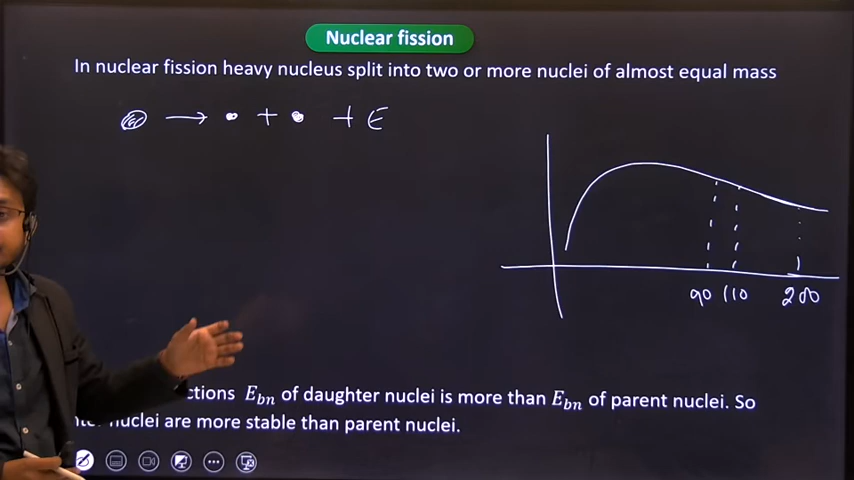 Nuclear fission
In nuclear fission heavy nucleus split into two or more nuclei of almost equal mass
→ + + E
90 110 200
E_bn of daughter nuclei is more than E_bn of parent nuclei. So
nuclei are more stable than parent nuclei.